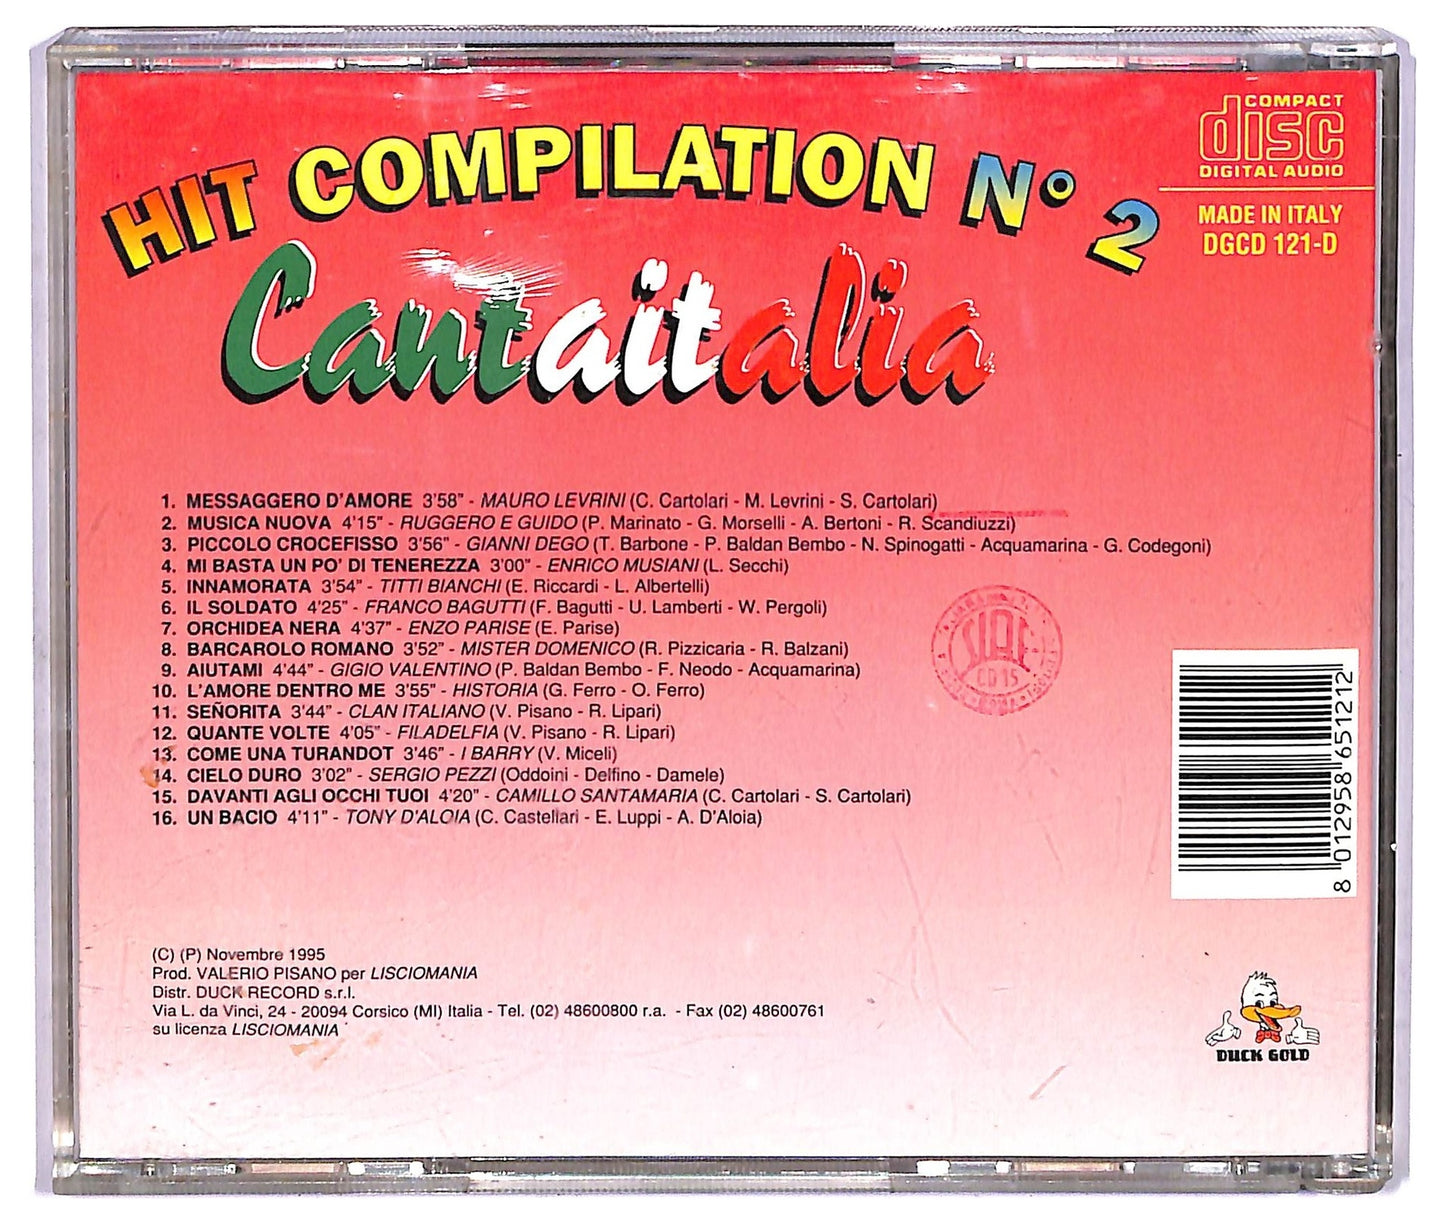 HIT COMPILATION N° 2
Cantaitalia
COMPACT
disc
DIGITAL AUDIO
MADE IN ITALY
DGCD 121-D
1. MESSAGGERO D'AMORE 3'58" - MAURO LEVRINI (C. Cartolari - M. Levrini - S. Cartolari)
2. MUSICA NUOVA 4'15" - RUGGERO E GUIDO (P. Marinato - G. Morselli - A. Bertoni - R. Scandiuzzi)
3. PICCOLO CROCEFISSO 3'56" - GIANNI DEGO (T. Barbone - P. Baldan Bembo - N. Spinogatti - Acquamarina - G. Codegoni)
4. MI BASTA UN PO' DI TENEREZZA 3'00" - ENRICO MUSIANI (L. Secchi)
5. INNAMORATA 3'54" - TITTI BIANCHI (E. Riccardi - L. Albertelli)
6. IL SOLDATO 4'25" - FRANCO BAGUTTI (F. Bagutti - U. Lamberti - W. Pergoli)
7. ORCHIDEA NERA 4'37" - ENZO PARISE (E. Parise)
8. BARCAROLO ROMANO 3'52" - MISTER DOMENICO (R. Pizzicaria - R. Balzani)
9. AIUTAMI 4'44" - GIGIO VALENTINO (P. Baldan Bembo - F. Neodo - Acquamarina)
10. L'AMORE DENTRO ME 3'55" - HISTORIA (G. Ferro - O. Ferro)
11. SEÑORITA 3'44" - CLAN ITALIANO (V. Pisano - R. Lipari)
12. QUANTE VOLTE 4'05" - FILADELFIA (V. Pisano - R. Lipari)
13. COME UNA TURANDOT 3'46" - I BARRY (V. Miceli)
14. CIELO DURO 3'02" - SERGIO PEZZI (Oddoini - Delfino - Damele)
15. DAVANTI AGLI OCCHI TUOI 4'20" - CAMILLO SANTAMARIA (C. Cartolari - S. Cartolari)
16. UN BACIO 4'11" - TONY D'ALOIA (C. Castellari - E. Luppi - A. D'Aloia)
SIAE
CD 15
ROMA
8 012958 651212
(C) (P) Novembre 1995
Prod. VALERIO PISANO per LISCIOMANIA
Distr. DUCK RECORD s.r.l.
Via L. da Vinci, 24 - 20094 Corsico (MI) Italia - Tel. (02) 48600800 r.a. - Fax (02) 48600761
su licenza LISCIOMANIA
DUCK GOLD